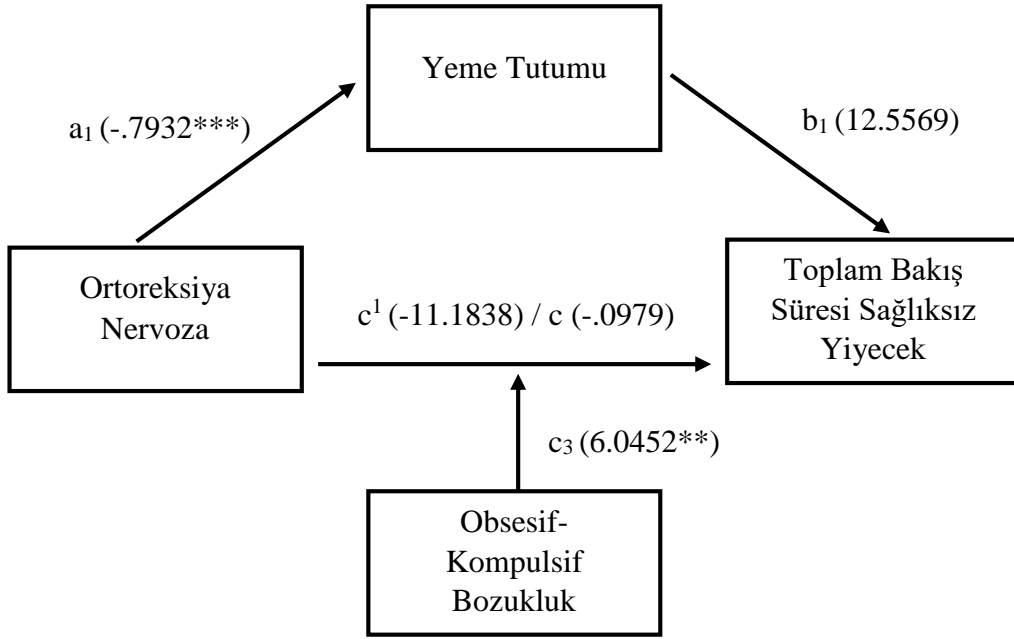 Yeme Tutumu
a₁ (-.7932***)
b₁ (12.5569)
Ortoreksiya
Nervoza
c¹ (-11.1838) / c (-.0979)
Toplam Bakış
Süresi Sağlıksız
Yiyecek
c₃ (6.0452**)
Obsesif-
Kompulsif
Bozukluk